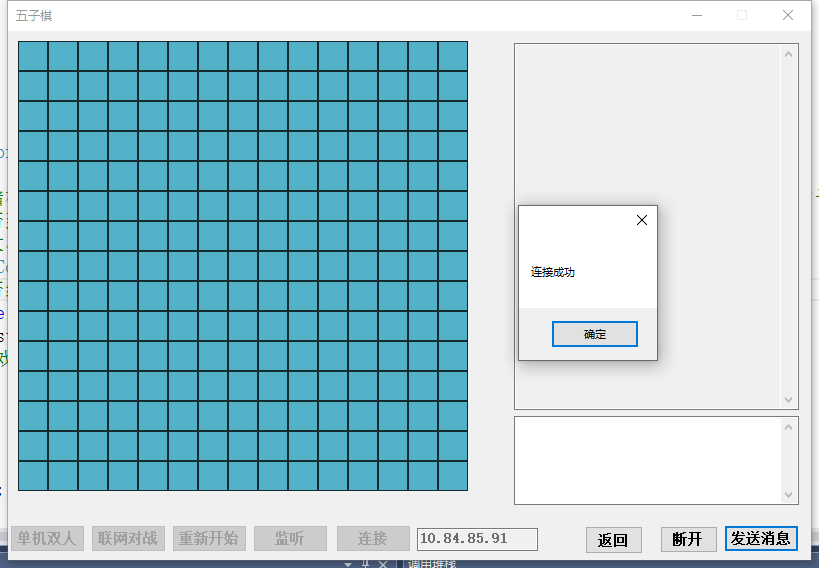 五子棋
连接成功
确定
单机双人 联网对战 重新开始 监听 连接 10.84.85.91 返回 断开 发送消息
调用堆栈